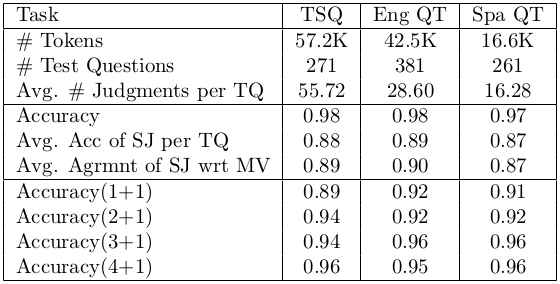 Task TSQ Eng QT Spa QT
# Tokens 57.2K 42.5K 16.6K
# Test Questions 271 381 261
Avg. # Judgments per TQ 55.72 28.60 16.28
Accuracy 0.98 0.98 0.97
Avg. Acc of SJ per TQ 0.88 0.89 0.87
Avg. Agrmnt of SJ wrt MV 0.89 0.90 0.87
Accuracy(1+1) 0.89 0.92 0.91
Accuracy(2+1) 0.94 0.92 0.92
Accuracy(3+1) 0.94 0.96 0.96
Accuracy(4+1) 0.96 0.95 0.96